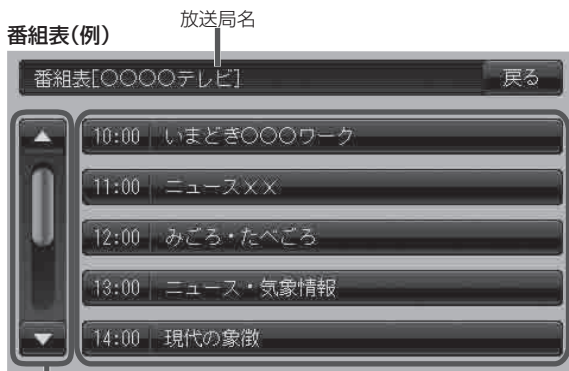 放送局名
番組表(例)
番組表[○○○○テレビ] 戻る
10:00 いまどき○○○ワーク
11:00 ニュース××
12:00 みごろ・たべごろ
13:00 ニュース・気象情報
14:00 現代の象徴